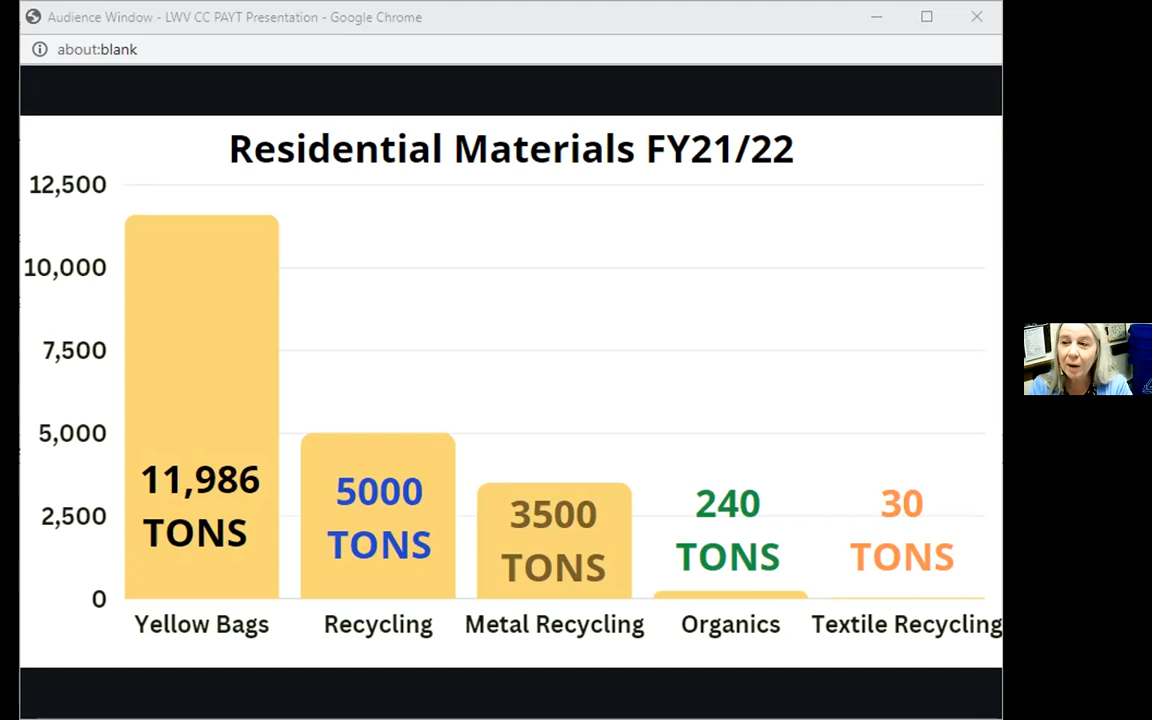 Audience Window - LWV CC PAYT Presentation - Google Chrome
about:blank
Residential Materials FY21/22
12,500
10,000
7,500
5,000
2,500
0
11,986
TONS
5000
TONS
3500
TONS
240
TONS
30
TONS
Yellow Bags
Recycling
Metal Recycling
Organics
Textile Recycling